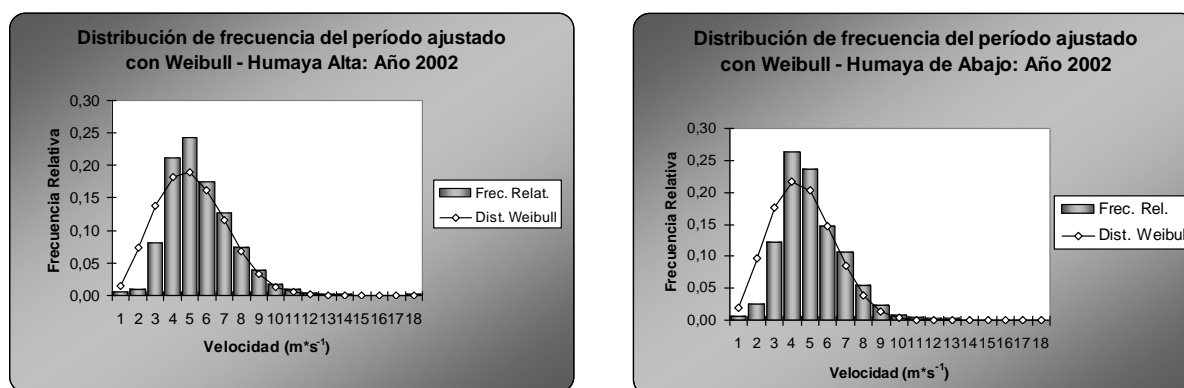 Distribución de frecuencia del período ajustado
con Weibull - Humaya Alta: Año 2002
Frecuencia Relativa
0,30
0,25
0,20
0,15
0,10
0,05
0,00
1 2 3 4 5 6 7 8 9 10 11 12 13 14 15 16 17 18
Velocidad (m*s-1)
Frec. Relat.
Dist. Weibull
Distribución de frecuencia del período ajustado
con Weibull - Humaya de Abajo: Año 2002
Frecuencia Relativa
0,30
0,25
0,20
0,15
0,10
0,05
0,00
1 2 3 4 5 6 7 8 9 10 11 12 13 14 15 16 17 18
Velocidad (m*s-1)
Frec. Rel.
Dist. Weibul